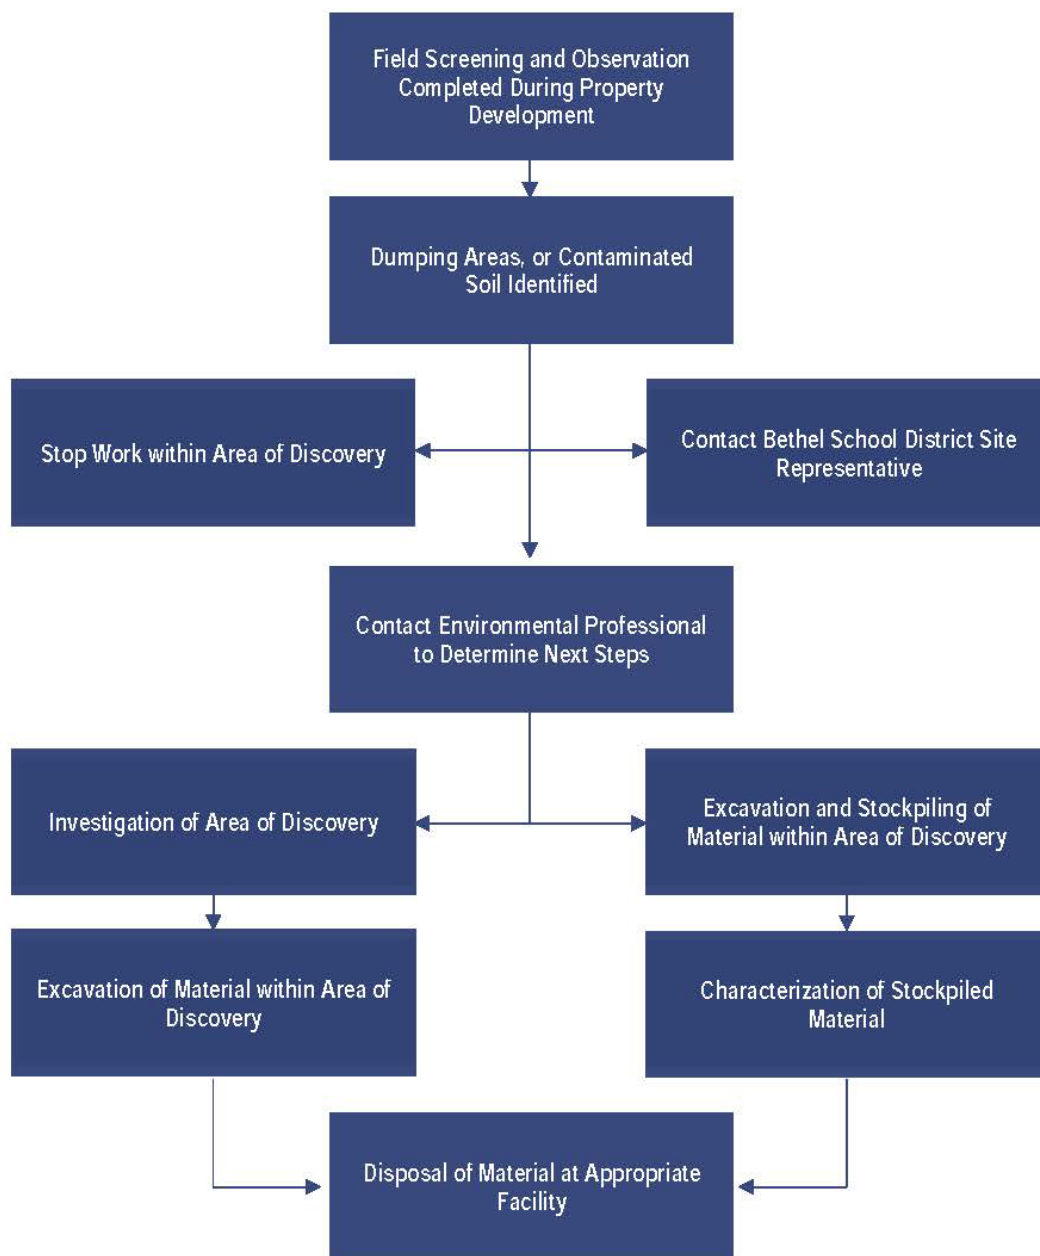 Field Screening and Observation
Completed During Property
Development
Dumping Areas, or Contaminated
Soil Identified
Stop Work within Area of Discovery
Contact Bethel School District Site
Representative
Contact Environmental Professional
to Determine Next Steps
Investigation of Area of Discovery
Excavation and Stockpiling of
Material within Area of Discovery
Excavation of Material within Area of
Discovery
Characterization of Stockpiled
Material
Disposal of Material at Appropriate
Facility